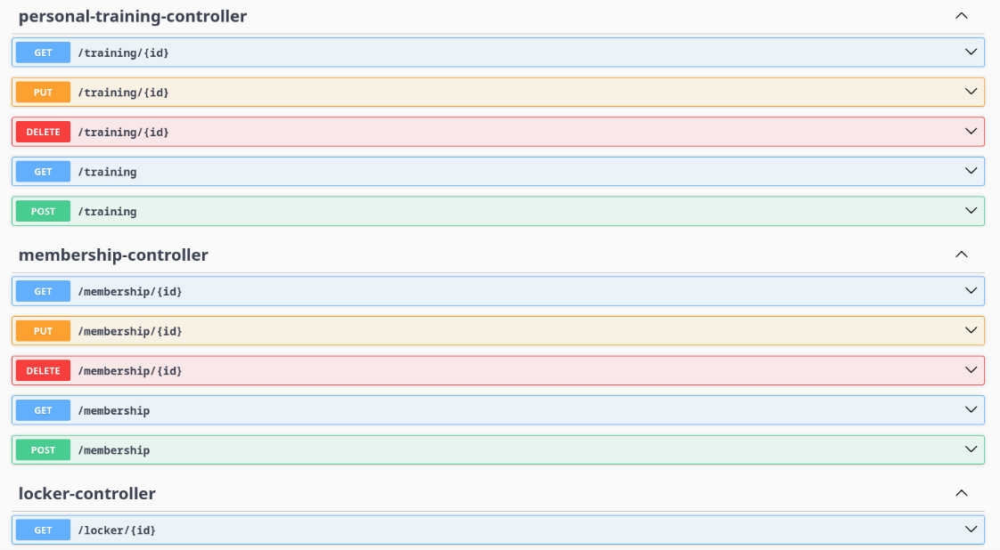 personal-training-controller
GET /training/{id}
PUT /training/{id}
DELETE /training/{id}
GET /training
POST /training
membership-controller
GET /membership/{id}
PUT /membership/{id}
DELETE /membership/{id}
GET /membership
POST /membership
locker-controller
GET /locker/{id}